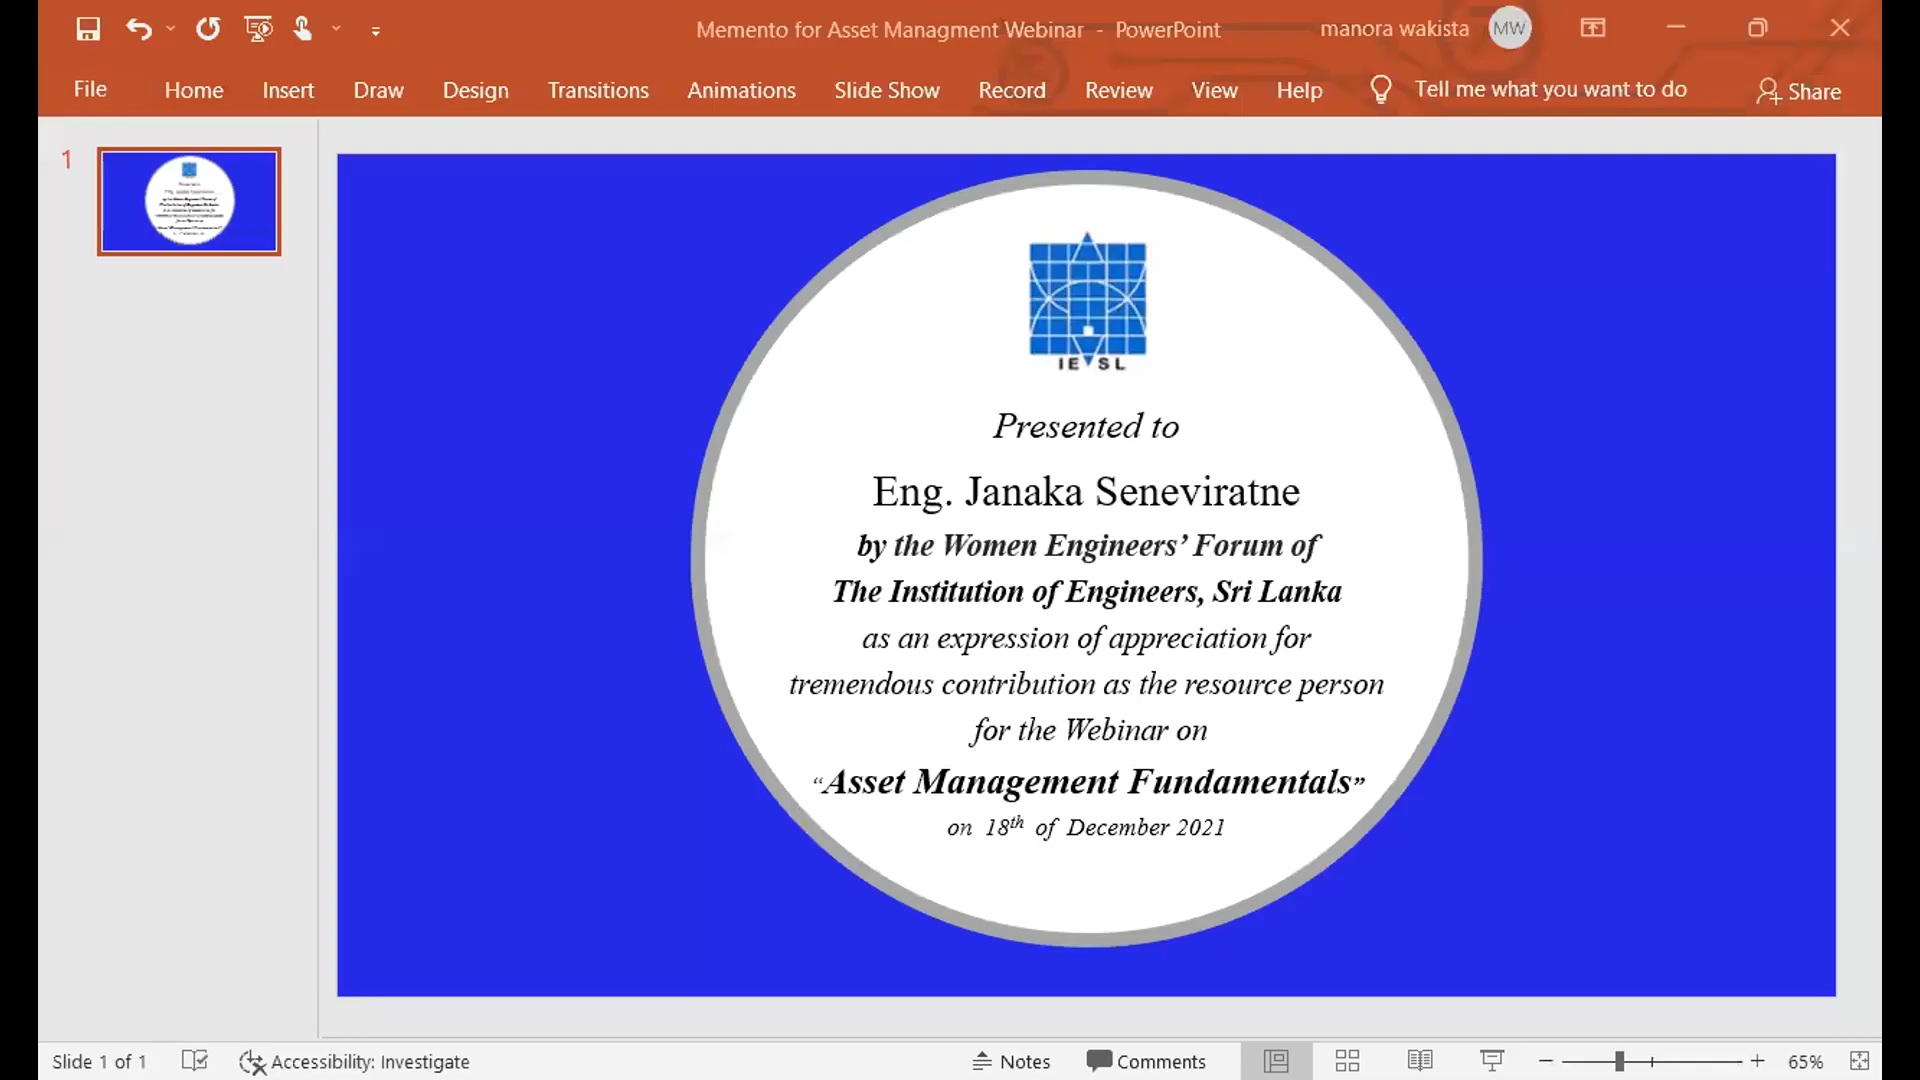 Memento for Asset Managment Webinar - PowerPoint
manora wakista MW
File Home Insert Draw Design Transitions Animations Slide Show Record Review View Help Tell me what you want to do Share
1
IESL
Presented to
Eng. Janaka Seneviratne
by the Women Engineers’ Forum of
The Institution of Engineers, Sri Lanka
as an expression of appreciation for
tremendous contribution as the resource person
for the Webinar on
“Asset Management Fundamentals”
on 18th of December 2021
Slide 1 of 1 Accessibility: Investigate Notes Comments 65%